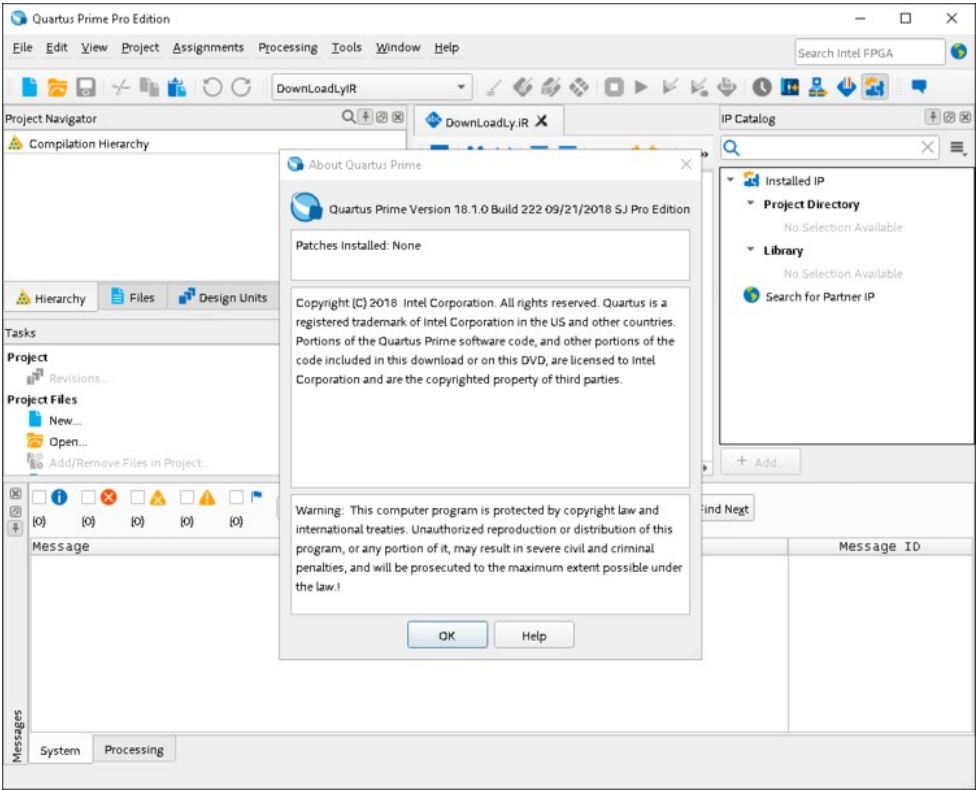 Quartus Prime Pro Edition
File Edit View Project Assignments Processing Tools Window Help
Search Intel FPGA
DownLoadLyIR
Project Navigator
Compilation Hierarchy
DownLoadLy.iR
IP Catalog
Installed IP
Project Directory
No Selection Available
Library
No Selection Available
Search for Partner IP
+ Add...
Hierarchy Files Design Units
Tasks
Project
Revisions...
Project Files
New...
Open...
Add/Remove Files in Project...
About Quartus Prime
Quartus Prime Version 18.1.0 Build 222 09/21/2018 SJ Pro Edition
Patches Installed: None
Copyright (C) 2018 Intel Corporation. All rights reserved. Quartus is a
registered trademark of Intel Corporation in the US and other countries.
Portions of the Quartus Prime software code, and other portions of the
code included in this download or on this DVD, are licensed to Intel
Corporation and are the copyrighted property of third parties.
Warning: This computer program is protected by copyright law and
international treaties. Unauthorized reproduction or distribution of this
program, or any portion of it, may result in severe civil and criminal
penalties, and will be prosecuted to the maximum extent possible under
the law.!
OK Help
(0) (0) (0) (0) (0)
Find Next
Message Message ID
Messages
System Processing